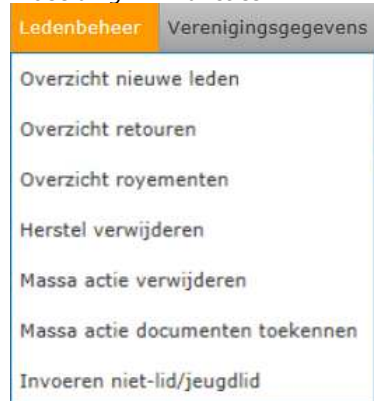 Ledenbeheer Verenigingsgegevens
Overzicht nieuwe leden
Overzicht retouren
Overzicht royementen
Herstel verwijderen
Massa actie verwijderen
Massa actie documenten toekennen
Invoeren niet-lid/jeugdlid